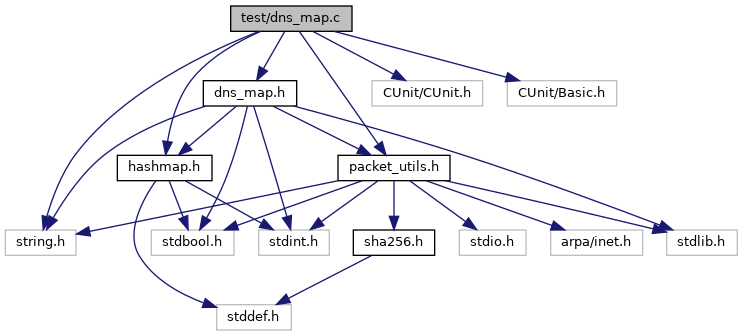 test/dns_map.c
dns_map.h
CUnit/CUnit.h
CUnit/Basic.h
hashmap.h
packet_utils.h
string.h
stdbool.h
stdint.h
sha256.h
stdio.h
arpa/inet.h
stdlib.h
stddef.h